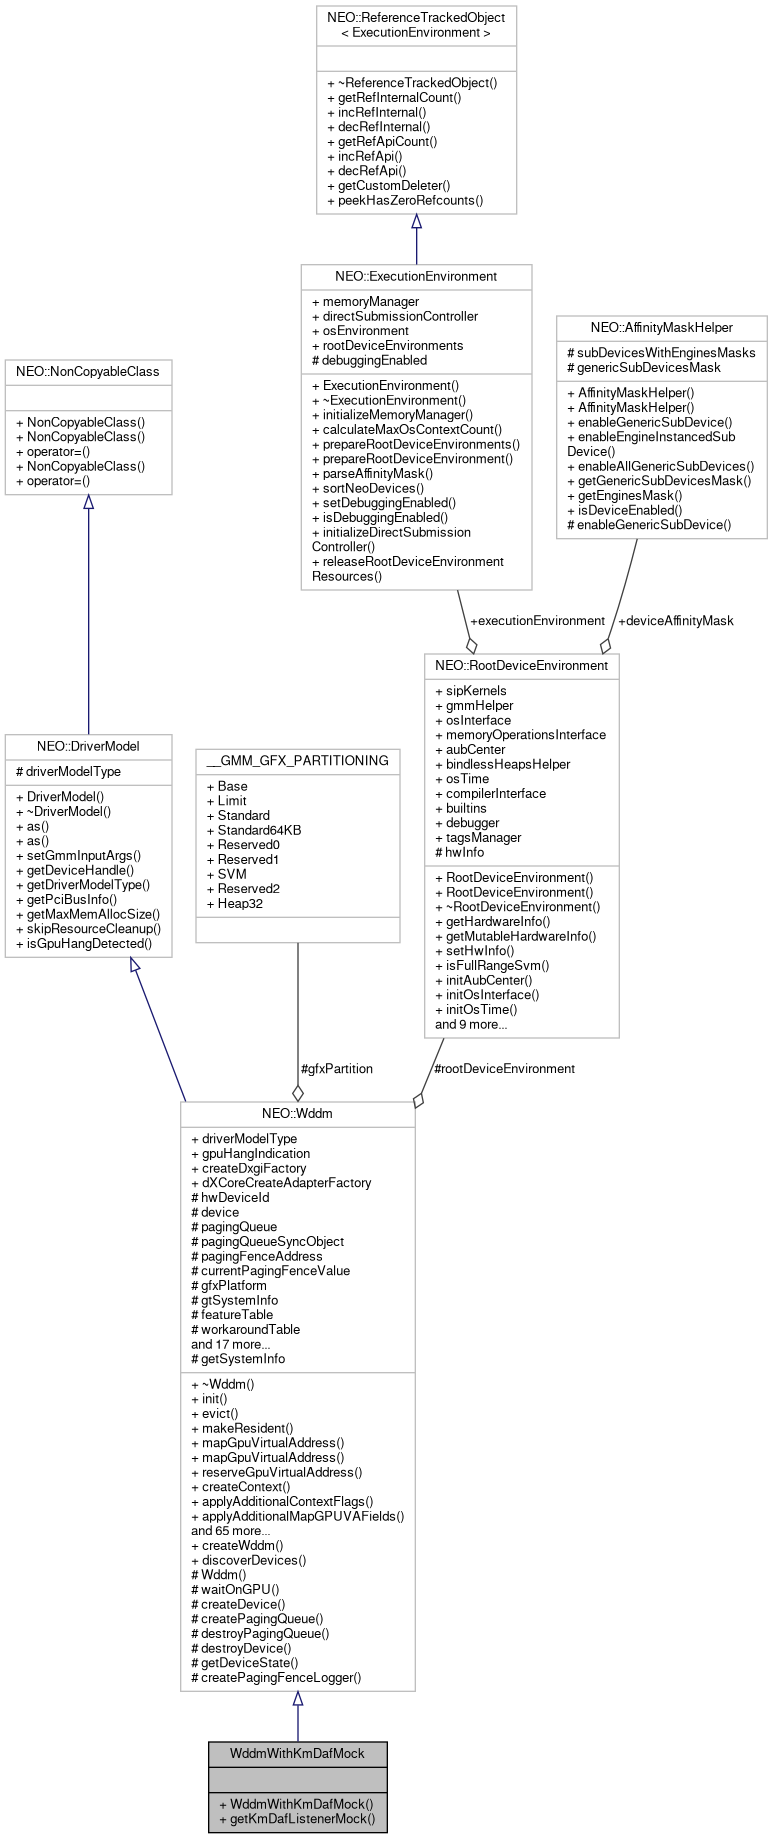 NEO::ReferenceTrackedObject
< ExecutionEnvironment >
+ ~ReferenceTrackedObject()
+ getRefInternalCount()
+ incRefInternal()
+ decRefInternal()
+ getRefApiCount()
+ incRefApi()
+ decRefApi()
+ getCustomDeleter()
+ peekHasZeroRefcounts()
NEO::ExecutionEnvironment
+ memoryManager
+ directSubmissionController
+ osEnvironment
+ rootDeviceEnvironments
# debuggingEnabled
+ ExecutionEnvironment()
+ ~ExecutionEnvironment()
+ initializeMemoryManager()
+ calculateMaxOsContextCount()
+ prepareRootDeviceEnvironments()
+ prepareRootDeviceEnvironment()
+ parseAffinityMask()
+ sortNeoDevices()
+ setDebuggingEnabled()
+ isDebuggingEnabled()
+ initializeDirectSubmission
Controller()
+ releaseRootDeviceEnvironment
Resources()
NEO::AffinityMaskHelper
# subDevicesWithEnginesMasks
# genericSubDevicesMask
+ AffinityMaskHelper()
+ AffinityMaskHelper()
+ enableGenericSubDevice()
+ enableEngineInstancedSub
Device()
+ enableAllGenericSubDevices()
+ getGenericSubDevicesMask()
+ getEnginesMask()
+ isDeviceEnabled()
# enableGenericSubDevice()
NEO::NonCopyableClass
+ NonCopyableClass()
+ NonCopyableClass()
+ operator=()
+ NonCopyableClass()
+ operator=()
+executionEnvironment
+deviceAffinityMask
NEO::RootDeviceEnvironment
+ sipKernels
+ gmmHelper
+ osInterface
+ memoryOperationsInterface
+ aubCenter
+ bindlessHeapsHelper
+ osTime
+ compilerInterface
+ builtins
+ debugger
+ tagsManager
# hwInfo
+ RootDeviceEnvironment()
+ RootDeviceEnvironment()
+ ~RootDeviceEnvironment()
+ getHardwareInfo()
+ getMutableHardwareInfo()
+ setHwInfo()
+ isFullRangeSvm()
+ initAubCenter()
+ initOsInterface()
+ initOsTime()
and 9 more...
NEO::DriverModel
# driverModelType
+ DriverModel()
+ ~DriverModel()
+ as()
+ as()
+ setGmmInputArgs()
+ getDeviceHandle()
+ getDriverModelType()
+ getPciBusInfo()
+ getMaxMemAllocSize()
+ skipResourceCleanup()
+ isGpuHangDetected()
__GMM_GFX_PARTITIONING
+ Base
+ Limit
+ Standard
+ Standard64KB
+ Reserved0
+ Reserved1
+ SVM
+ Reserved2
+ Heap32
#gfxPartition
#rootDeviceEnvironment
NEO::Wddm
+ driverModelType
+ gpuHangIndication
+ createDxgiFactory
+ dXCoreCreateAdapterFactory
# hwDeviceId
# device
# pagingQueue
# pagingQueueSyncObject
# pagingFenceAddress
# currentPagingFenceValue
# gfxPlatform
# gtSystemInfo
# featureTable
# workaroundTable
and 17 more...
# getSystemInfo
+ ~Wddm()
+ init()
+ evict()
+ makeResident()
+ mapGpuVirtualAddress()
+ mapGpuVirtualAddress()
+ reserveGpuVirtualAddress()
+ createContext()
+ applyAdditionalContextFlags()
+ applyAdditionalMapGPUVAFields()
and 65 more...
+ createWddm()
+ discoverDevices()
# Wddm()
# waitOnGPU()
# createDevice()
# createPagingQueue()
# destroyPagingQueue()
# destroyDevice()
# getDeviceState()
# createPagingFenceLogger()
WddmWithKmDafMock
+ WddmWithKmDafMock()
+ getKmDafListenerMock()